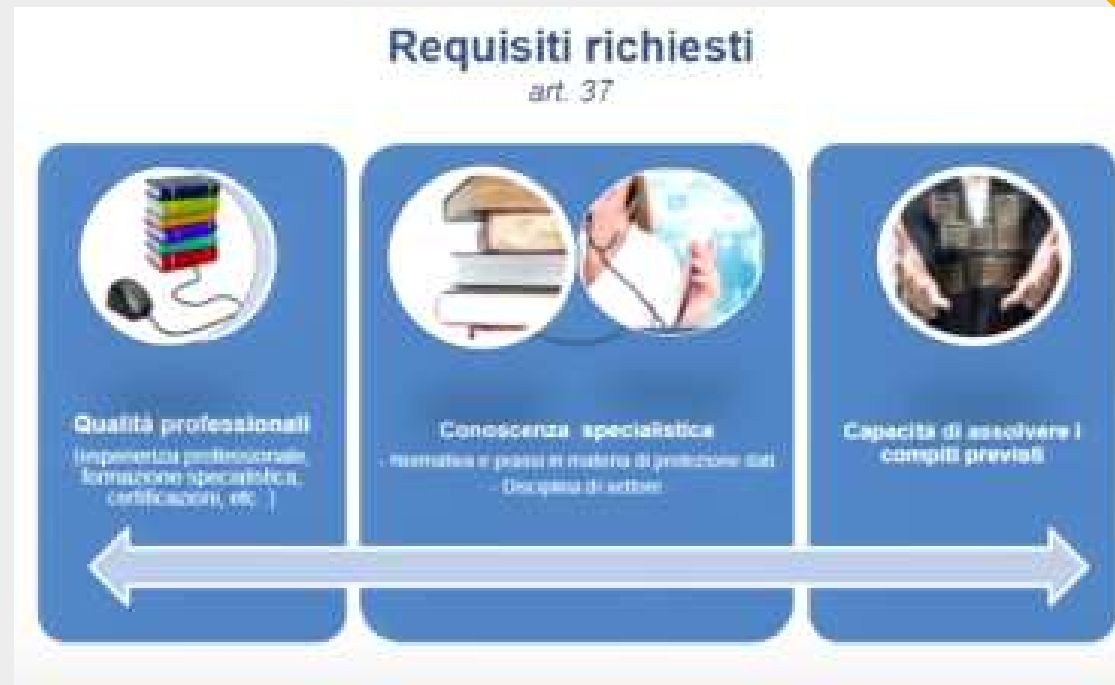 Requisiti richiesti
art. 37
Qualità professionali
(esperienza professionale,
formazione specialistica,
certificazioni, etc.)
Conoscenza specialistica
- normativa e prassi in materia di protezione dati
- Disciplina di settore
Capacità di assolvere i
compiti previsti